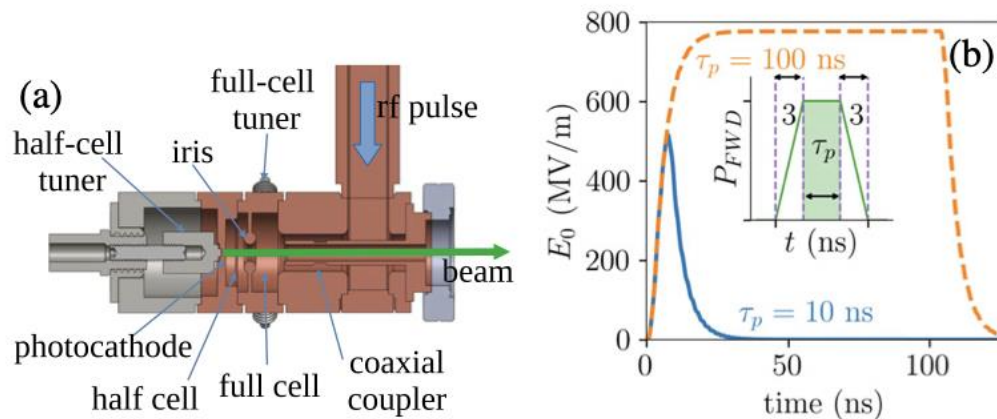 (a)
full-cell
tuner
rf pulse
half-cell
tuner
iris
beam
photocathode
half cell
full cell
coaxial
coupler
(b)
800
600
400
200
0
E₀ (MV/m)
τₚ = 100 ns
3
3
τₚ
P_FWD
t (ns)
τₚ = 10 ns
0
50
100
time (ns)